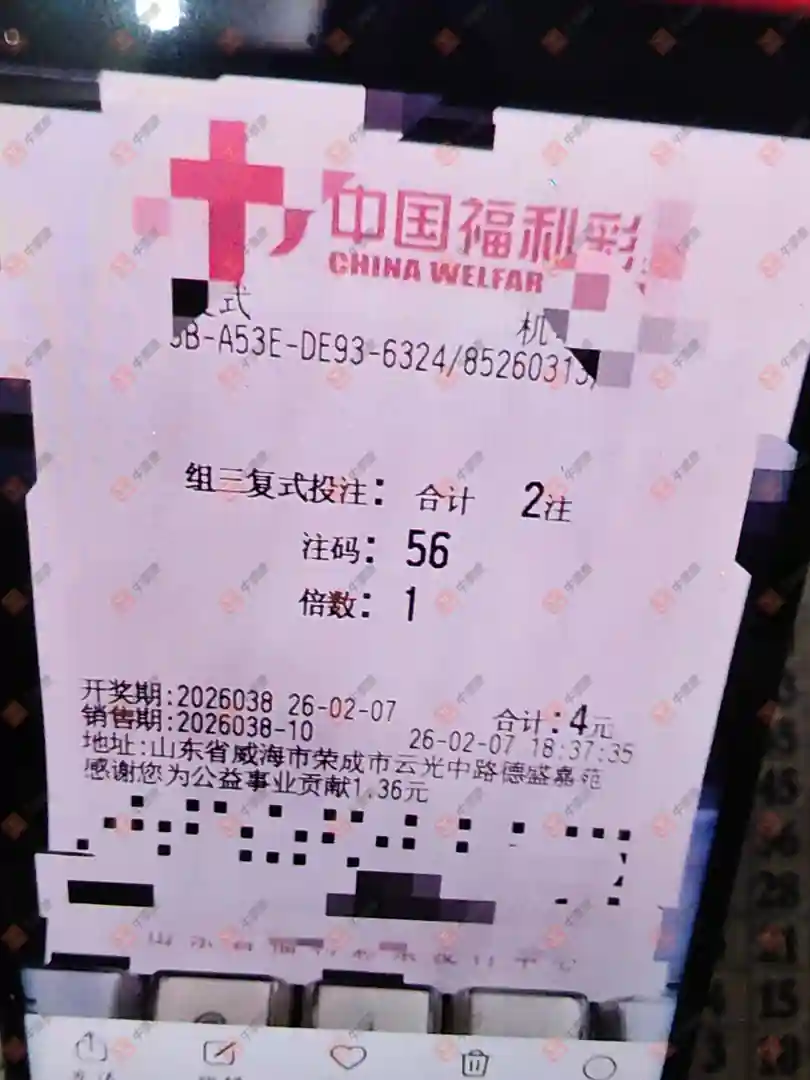 中国福利彩
CHINA WELFAR
式
机
B-A53E-DE93-6324/8526031
组三复式投注: 合计 2注
注码: 56
倍数: 1
开奖期:2026038 26-02-07 合计:4元
销售期:2026038-10 26-02-07 18:37:35
地址:山东省威海市荣成市云光中路德盛嘉苑
感谢您为公益事业贡献1.36元